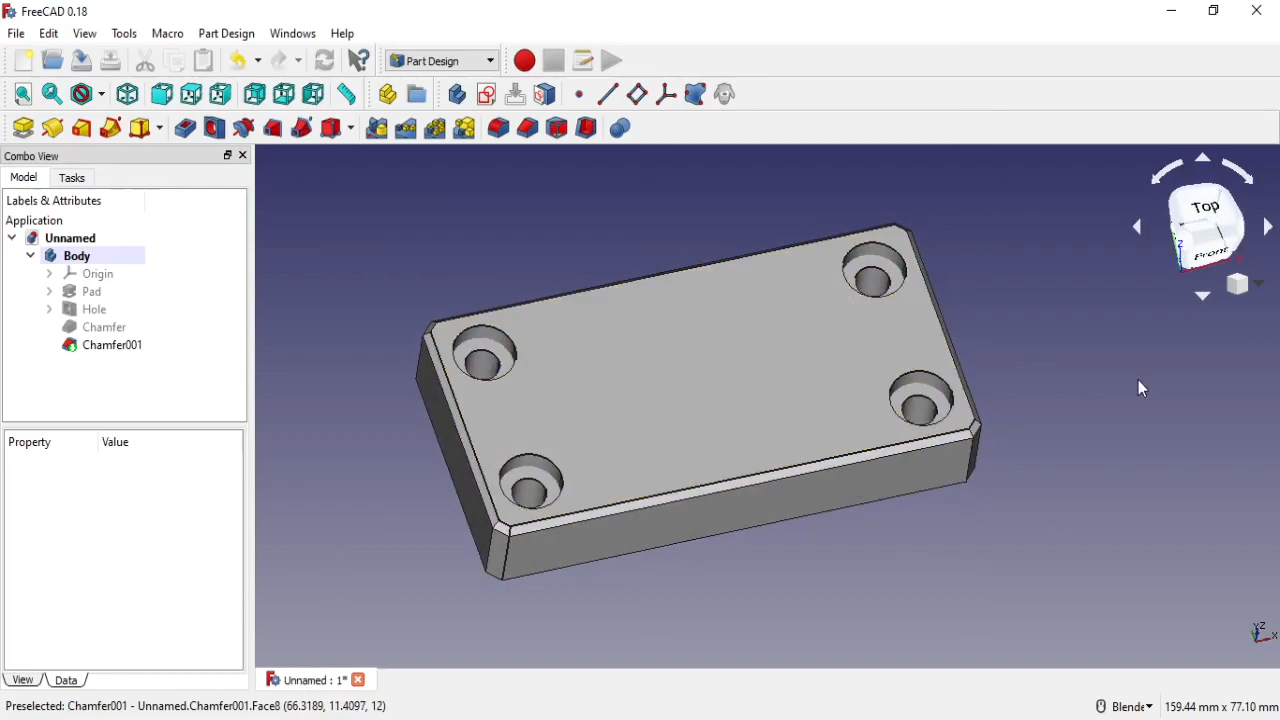 FreeCAD 0.18
File Edit View Tools Macro Part Design Windows Help
Part Design
Combo View
Model Tasks
Labels & Attributes
Application
Unnamed
Body
Origin
Pad
Hole
Chamfer
Chamfer001
Property Value
View Data
Top
Front
Z
X
Y Z
X
Unnamed : 1*
Preselected: Chamfer001 - Unnamed.Chamfer001.Face8 (66.3189, 11.4097, 12)
Blende
159.44 mm x 77.10 mm